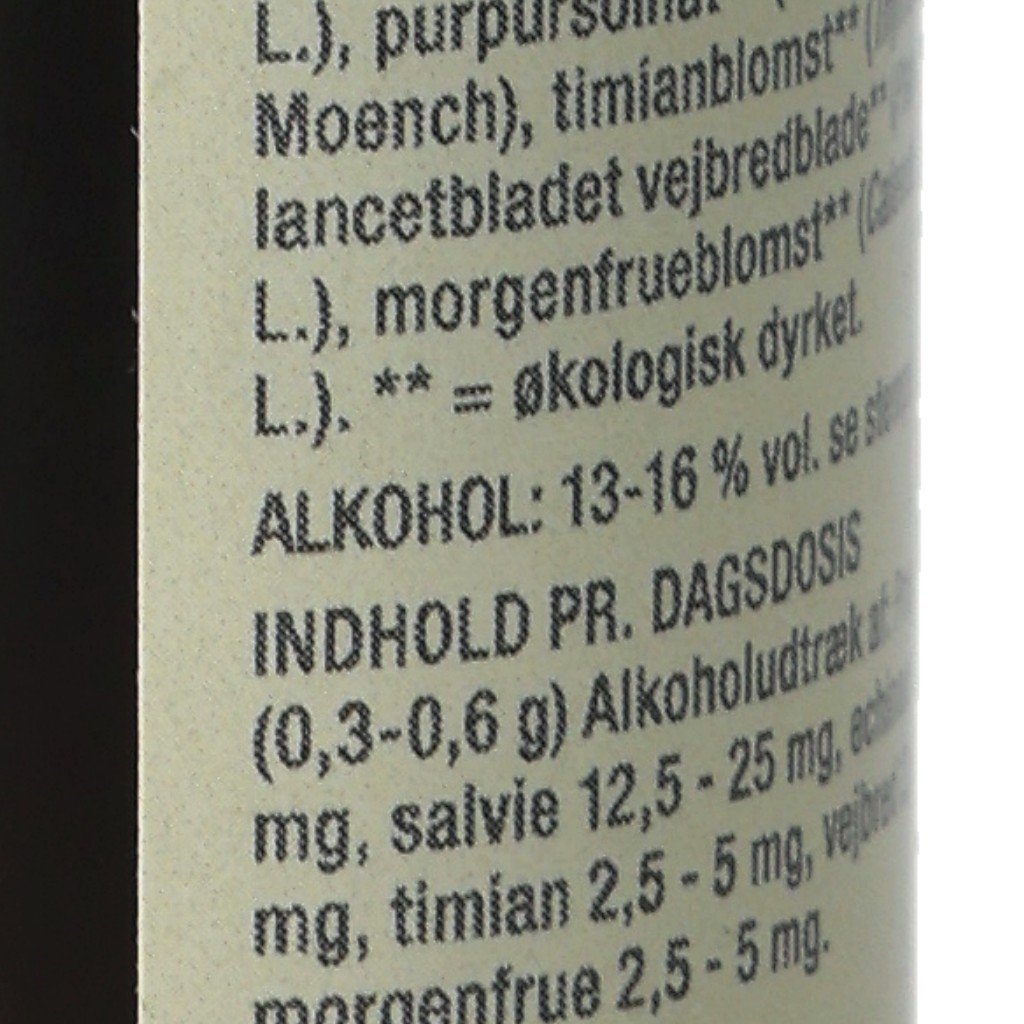 L.), purpursolhat
Moench), timianblomst**
lancetbladet vejbredblade**
L.), morgenfrueblomst**
L.). ** = økologisk dyrket.
ALKOHOL: 13-16 % vol. se
INDHOLD PR. DAGSDOSIS
(0,3-0,6 g) Alkoholudtræk af:
mg, salvie 12,5 - 25 mg,
mg, timian 2,5 - 5 mg,
morgenfrue 2,5 - 5 mg.